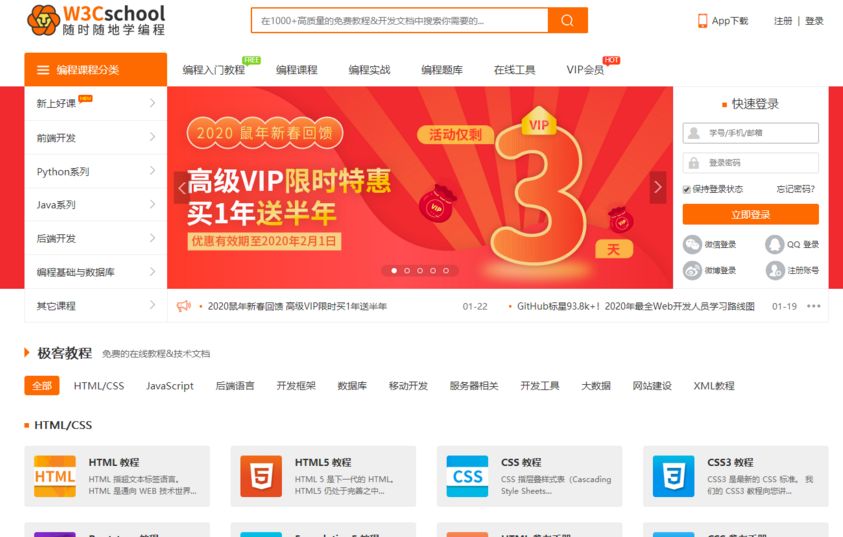 W3Cschool
随时随地学编程
在1000+高质量的免费教程&开发文档中搜索你需要的...
App下载
注册 | 登录
编程课程分类
编程入门教程 FREE
编程课程
编程实战
编程题库
在线工具
VIP会员 HOT
新上好课 NEW
前端开发
Python系列
Java系列
后端开发
编程基础与数据库
其它课程
2020 鼠年新春回馈
高级VIP限时特惠
买1年送半年
优惠有效期至2020年2月1日
活动仅剩
VIP
3
天
VIP
VIP
快速登录
学号/手机/邮箱
登录密码
保持登录状态 忘记密码?
立即登录
微信登录 QQ 登录
微博登录 注册账号
2020鼠年新春回馈 高级VIP限时买1年送半年 01-22
GitHub标星93.8k+！2020年最全Web开发人员学习路线图 01-19
极客教程 免费的在线教程&技术文档
全部 HTML/CSS JavaScript 后端语言 开发框架 数据库 移动开发 服务器相关 开发工具 大数据 网站建设 XML教程
HTML/CSS
HTML
HTML 教程
HTML 指超文本标签语言。
HTML 是通向 WEB 技术世界...
5
HTML5 教程
HTML 5 是下一代的 HTML。
HTML5 仍处于完善之中...
CSS
CSS 教程
CSS 指层叠样式表（Cascading
Style Sheets...
3
CSS3 教程
CSS3 是最新的 CSS 标准。 我
们的 CSS3 教程向您讲...